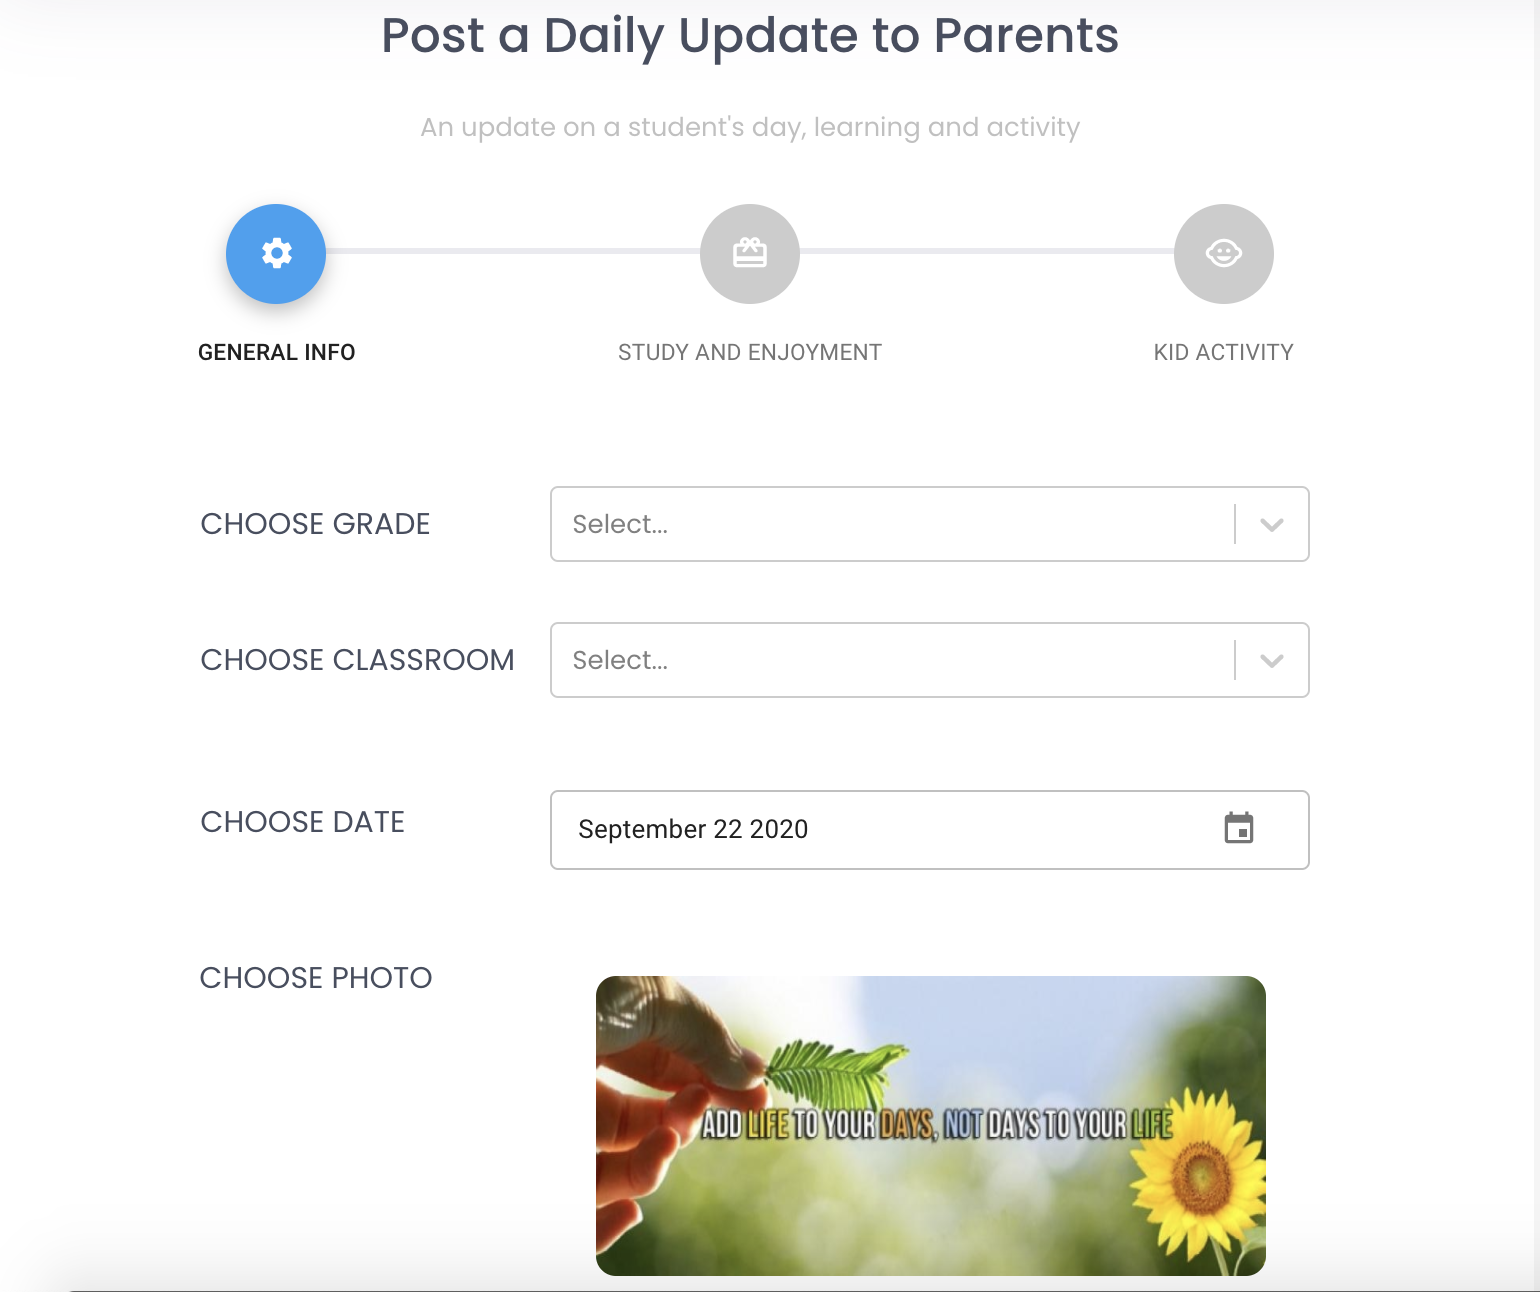 Post a Daily Update to Parents
An update on a student's day, learning and activity
GENERAL INFO
STUDY AND ENJOYMENT
KID ACTIVITY
CHOOSE GRADE
Select...
CHOOSE CLASSROOM
Select...
CHOOSE DATE
September 22 2020
CHOOSE PHOTO
ADD LIFE TO YOUR DAYS, NOT DAYS TO YOUR LIFE